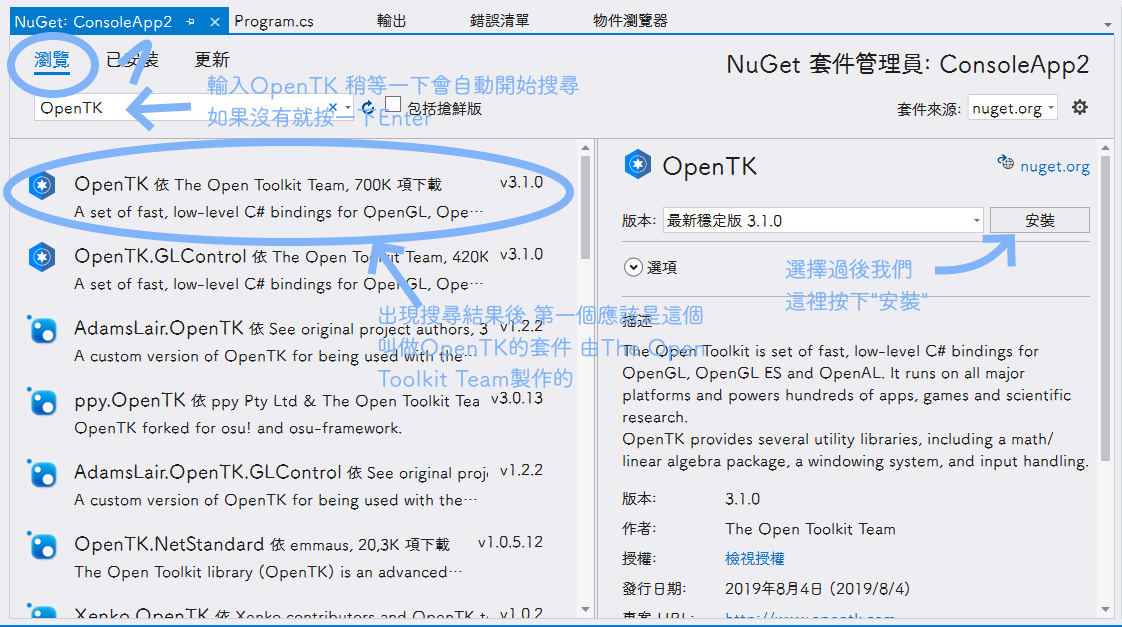 NuGet: ConsoleApp2
Program.cs
輸出
錯誤清單
物件瀏覽器
瀏覽
已安裝
更新
NuGet 套件管理員: ConsoleApp2
輸入OpenTK 稍等一下會自動開始搜尋
如果沒有就按一下Enter
OpenTK
包括搶鮮版
套件來源: nuget.org
OpenTK 依 The Open Toolkit Team, 700K 項下載
v3.1.0
A set of fast, low-level C# bindings for OpenGL, Ope…
OpenTK.GLControl 依 The Open Toolkit Team, 420K
v3.1.0
A set of fast, low-level C# bindings for OpenGL, Ope…
出現搜尋結果後 第一個應該是這個
叫做OpenTK的套件 由The Open
Toolkit Team製作的
AdamsLair.OpenTK 依 See original project authors, 3
v1.2.2
A custom version of OpenTK for being used with the…
ppy.OpenTK 依 ppy Pty Ltd & The Open Toolkit Tea
v3.0.13
OpenTK forked for osu! and osu-framework.
AdamsLair.OpenTK.GLControl 依 See original proj
v1.2.2
A custom version of OpenTK for being used with the…
OpenTK.NetStandard 依 emmaus, 20,3K 項下載
v1.0.5.12
The Open Toolkit library (OpenTK) is an advanced…
Xenko.OpenTK 依 Xenko contributors and OpenTK t
v1.0.2
OpenTK
nuget.org
版本: 最新穩定版 3.1.0
安裝
選項
選擇過後我們
這裡按下"安裝"
描述
The Open Toolkit is set of fast, low-level C# bindings for
OpenGL, OpenGL ES and OpenAL. It runs on all major
platforms and powers hundreds of apps, games and scientific
research.
OpenTK provides several utility libraries, including a math/
linear algebra package, a windowing system, and input handling.
版本: 3.1.0
作者: The Open Toolkit Team
授權: 檢視授權
發行日期: 2019年8月4日 (2019/8/4)
專案 URL: http://www.opentk.com